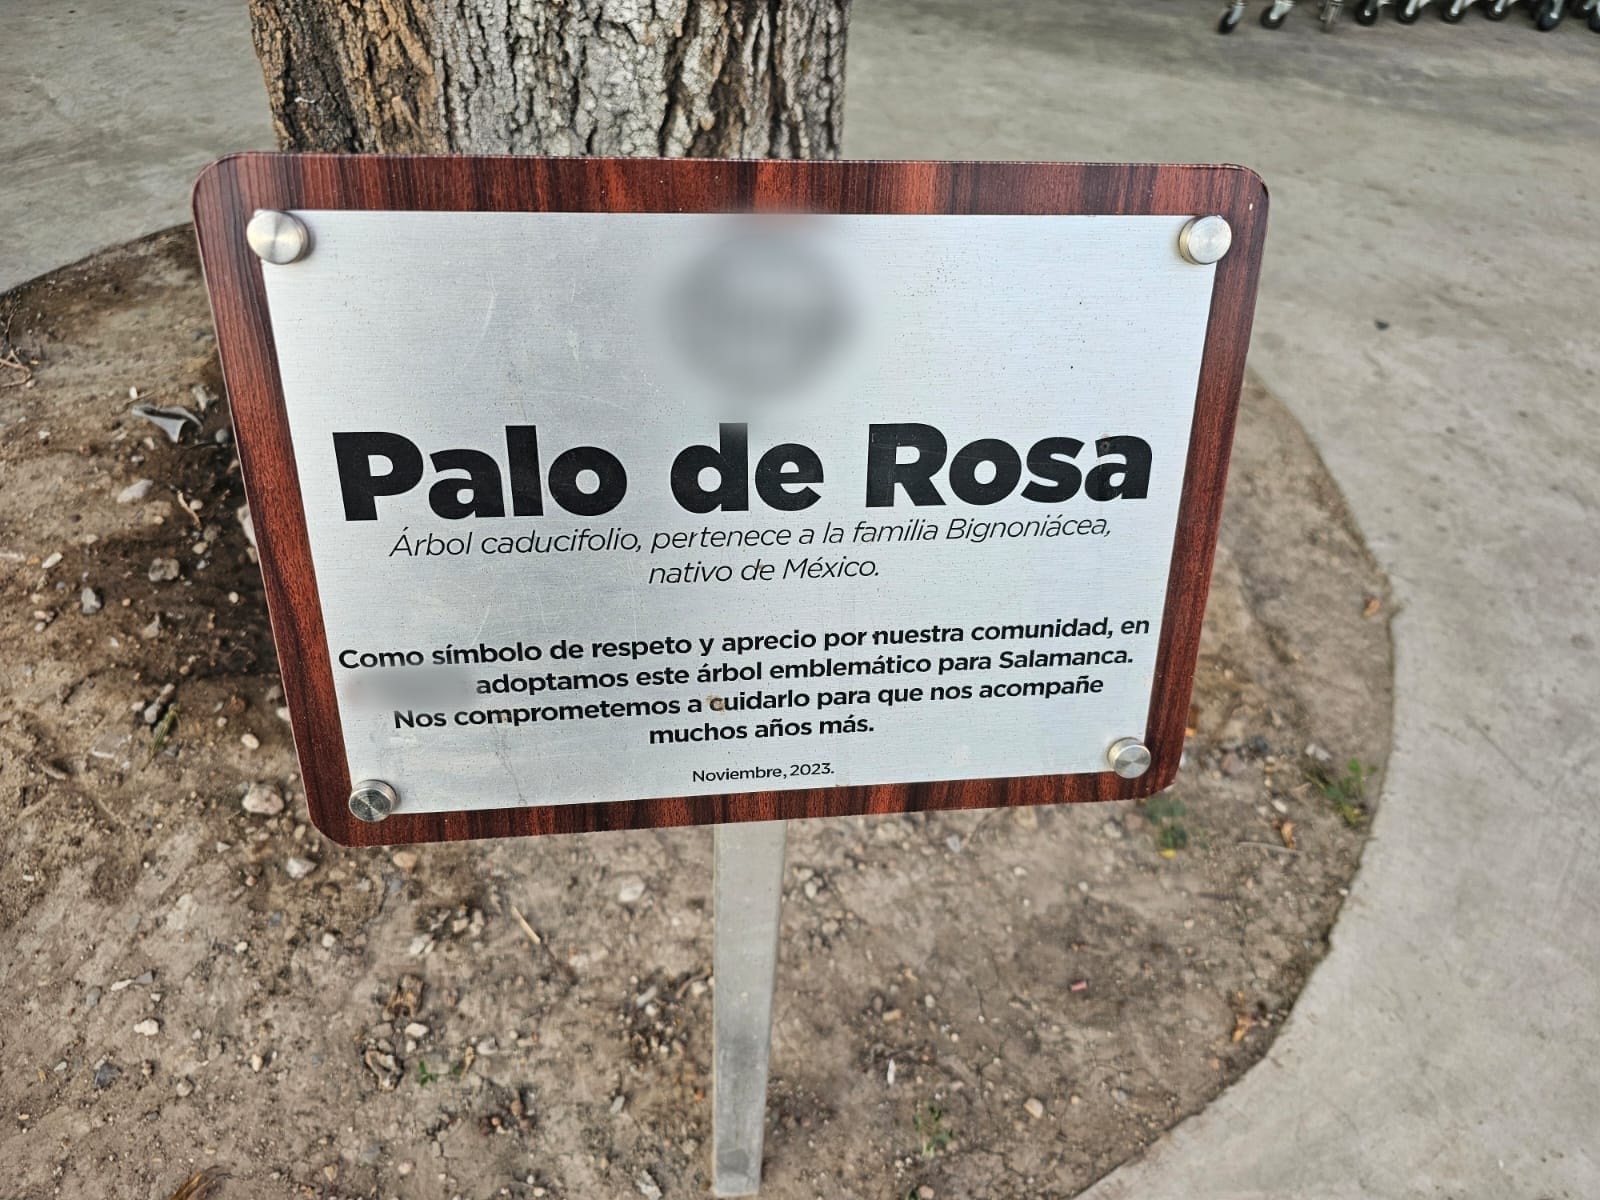 Palo de Rosa
Árbol caducifolio, pertenece a la familia Bignoniácea,
nativo de México.
Como símbolo de respeto y aprecio por nuestra comunidad, en
adoptamos este árbol emblemático para Salamanca.
Nos comprometemos a cuidarlo para que nos acompañe
muchos años más.
Noviembre, 2023.